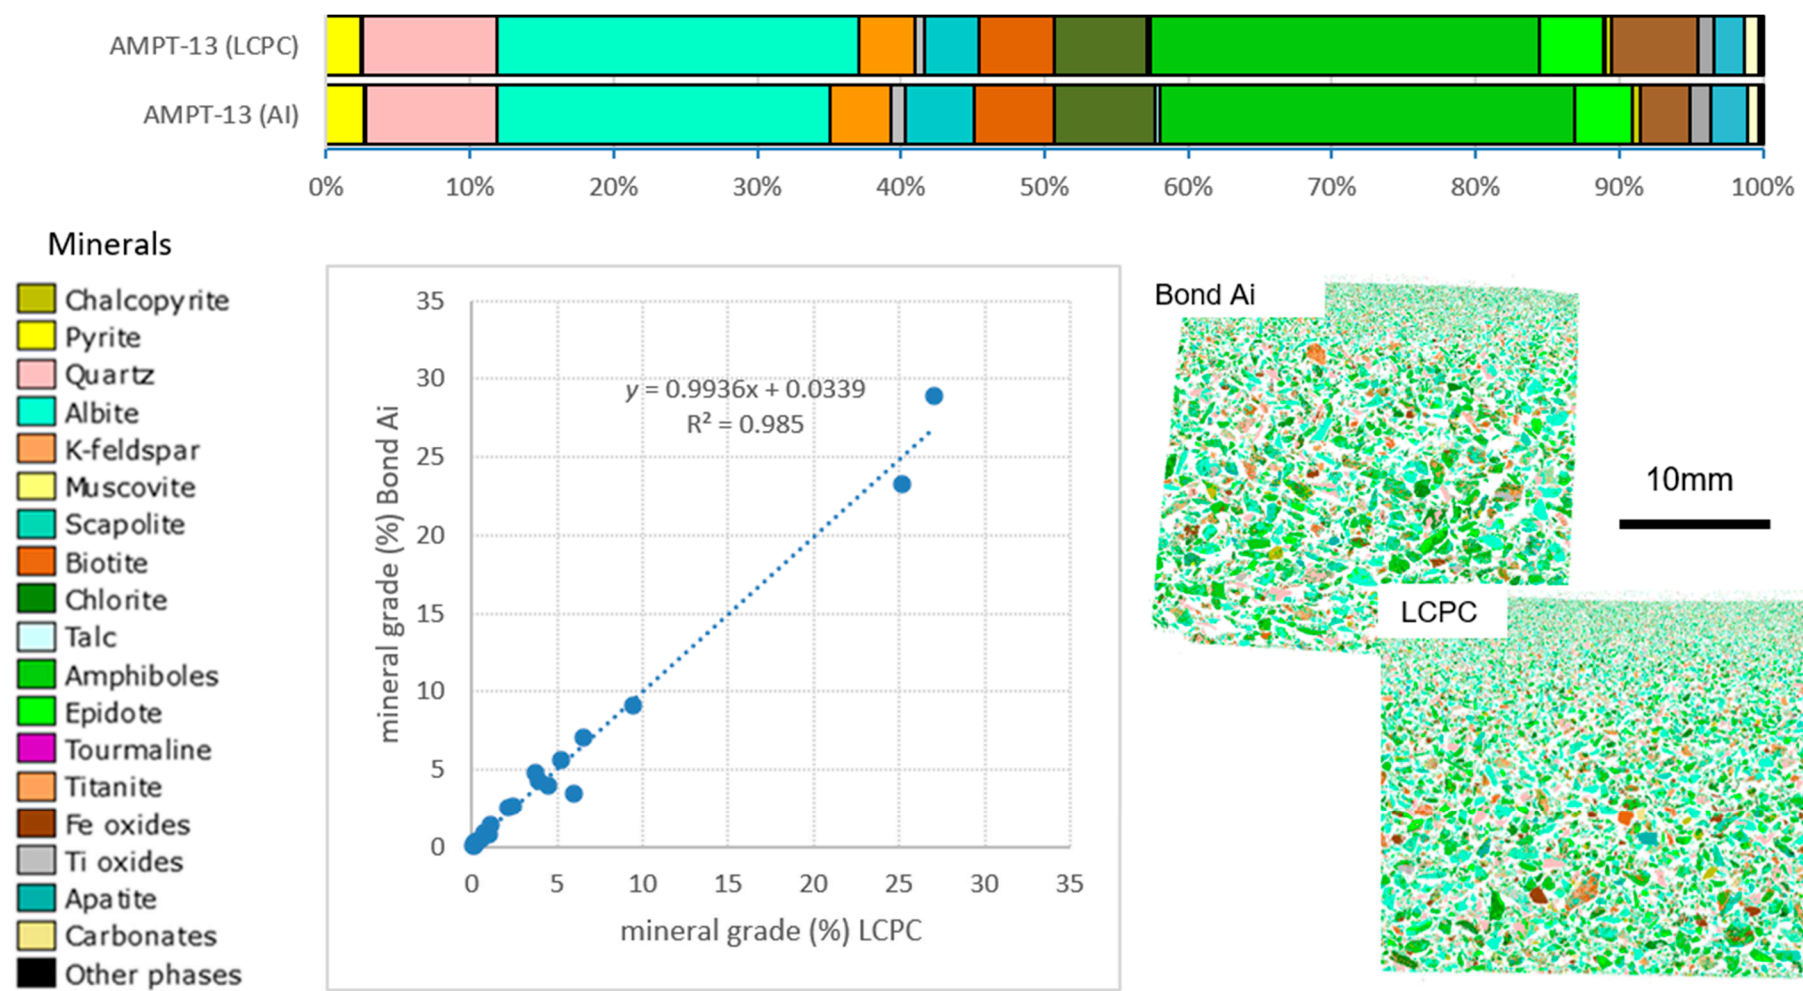 AMPT-13 (LCPC)
AMPT-13 (AI)
0% 10% 20% 30% 40% 50% 60% 70% 80% 90% 100%
Minerals
Chalcopyrite
Pyrite
Quartz
Albite
K-feldspar
Muscovite
Scapolite
Biotite
Chlorite
Talc
Amphiboles
Epidote
Tourmaline
Titanite
Fe oxides
Ti oxides
Apatite
Carbonates
Other phases
mineral grade (%) Bond Ai
35
30
25
20
15
10
5
0
y = 0.9936x + 0.0339
R² = 0.985
0 5 10 15 20 25 30 35
mineral grade (%) LCPC
Bond Ai
10mm
LCPC